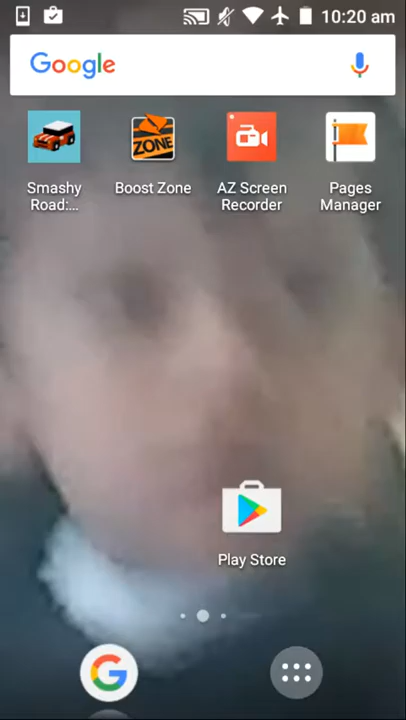 10:20 am
Google
Smashy Road:...
ZONE
Boost Zone
AZ Screen Recorder
Pages Manager
Play Store
G